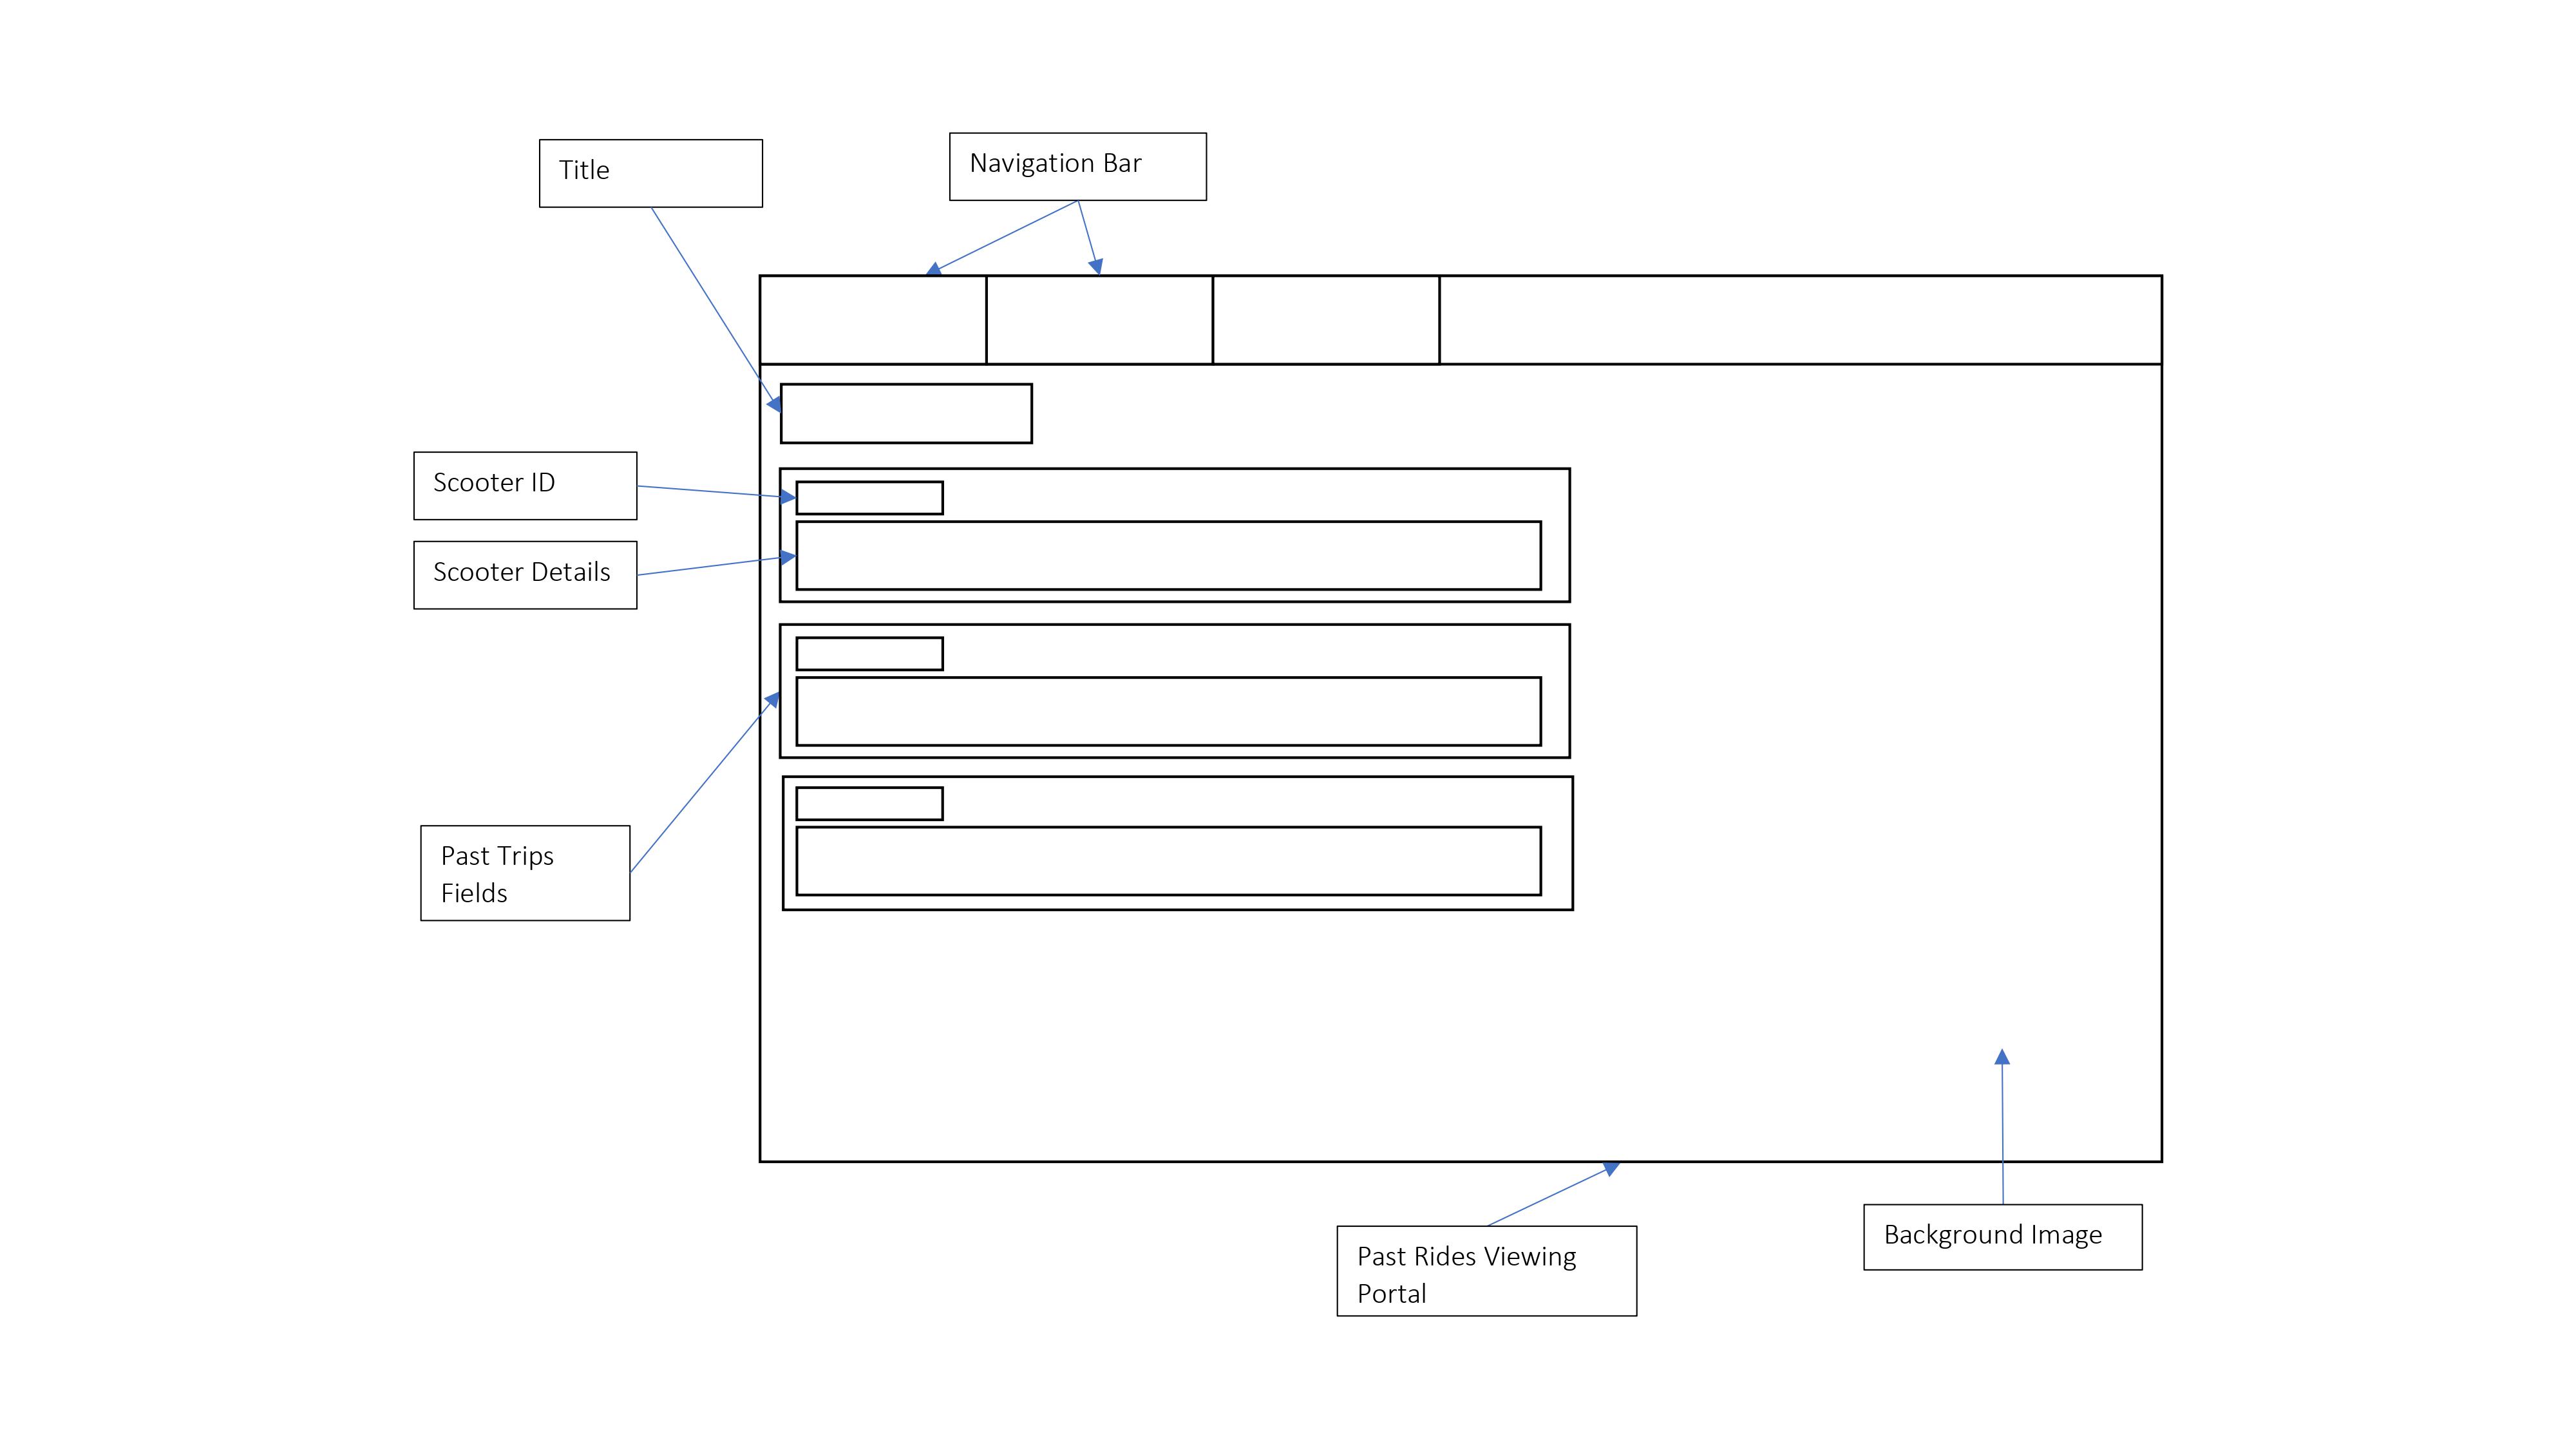 Title
Navigation Bar
Scooter ID
Scooter Details
Past Trips
Fields
Past Rides Viewing
Portal
Background Image